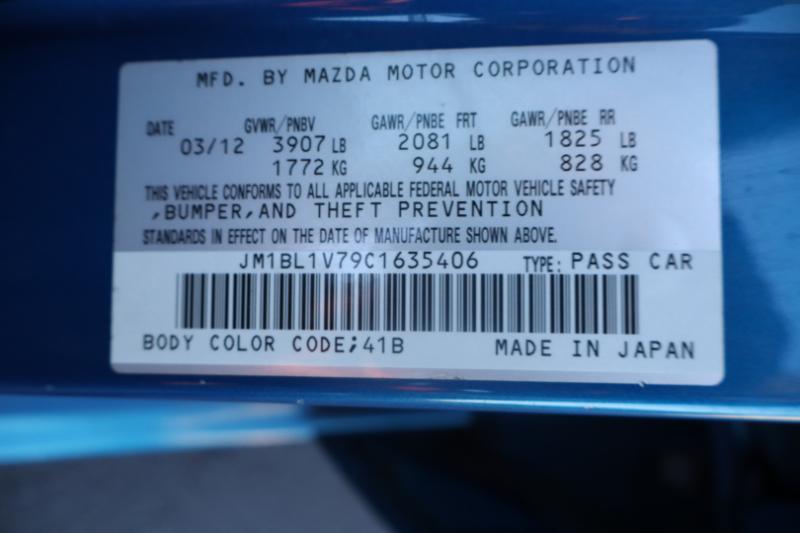 MFD. BY MAZDA MOTOR CORPORATION
DATE GVWR/PNBV GAWR/PNBE FRT GAWR/PNBE RR
03/12 3907 LB 2081 LB 1825 LB
1772 KG 944 KG 828 KG
THIS VEHICLE CONFORMS TO ALL APPLICABLE FEDERAL MOTOR VEHICLE SAFETY
,BUMPER,AND THEFT PREVENTION
STANDARDS IN EFFECT ON THE DATE OF MANUFACTURE SHOWN ABOVE.
JM1BL1V79C1635406 TYPE: PASS CAR
BODY COLOR CODE;41B MADE IN JAPAN